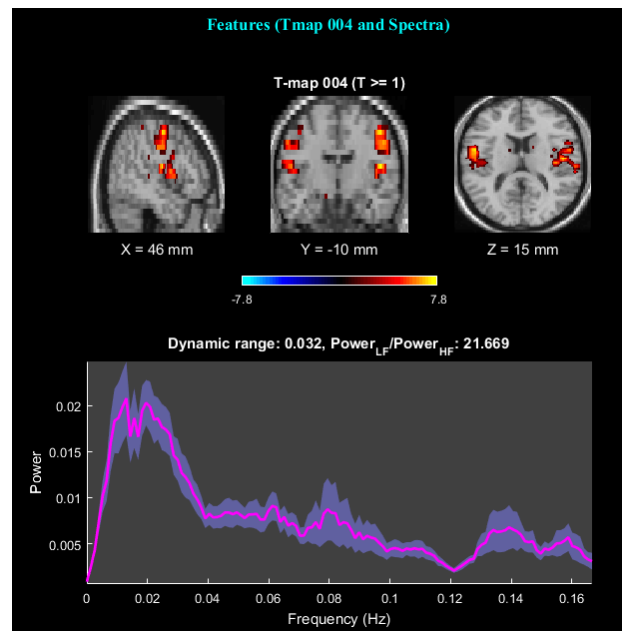 Features (Tmap 004 and Spectra)
T-map 004 (T >= 1)
X = 46 mm
Y = -10 mm
Z = 15 mm
-7.8
7.8
Dynamic range: 0.032, Power_LF/Power_HF: 21.669
0.02
0.015
0.01
0.005
Power
0 0.02 0.04 0.06 0.08 0.1 0.12 0.14 0.16
Frequency (Hz)